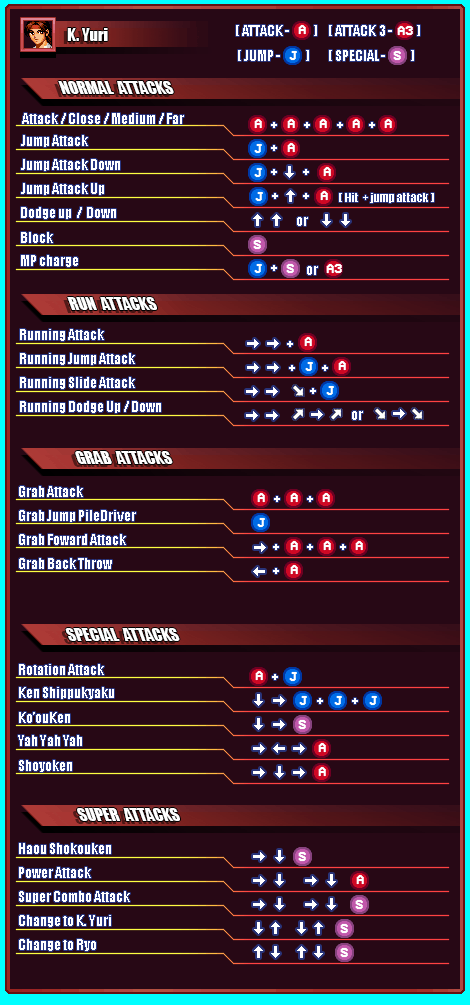 K. Yuri [ ATTACK - A ] [ ATTACK 3 - A3 ]
[ JUMP - J ] [ SPECIAL - S ]
NORMAL ATTACKS
Attack / Close / Medium / Far A + A + A + A + A
Jump Attack J + A
Jump Attack Down J + ↓ + A
Jump Attack Up J + ↑ + A [ Hit + jump attack ]
Dodge up / Down ↑ ↑ or ↓ ↓
Block S
MP charge J + S or A3
RUN ATTACKS
Running Attack → → + A
Running Jump Attack → → + J + A
Running Slide Attack → → ↘ + J
Running Dodge Up / Down → → ↗ → ↗ or ↘ → ↘
GRAB ATTACKS
Grab Attack A + A + A
Grab Jump PileDriver J
Grab Foward Attack → + A + A + A
Grab Back Throw ← + A
SPECIAL ATTACKS
Rotation Attack A + J
Ken Shippukyaku ↓ → J + J + J
Ko'ouKen ↓ → S
Yah Yah Yah → ← → A
Shoyoken → ↓ → A
SUPER ATTACKS
Haou Shokouken → ↓ S
Power Attack → ↓ → ↓ A
Super Combo Attack → ↓ → ↓ S
Change to K. Yuri ↓ ↑ ↓ ↑ S
Change to Ryo ↑ ↓ ↑ ↓ S